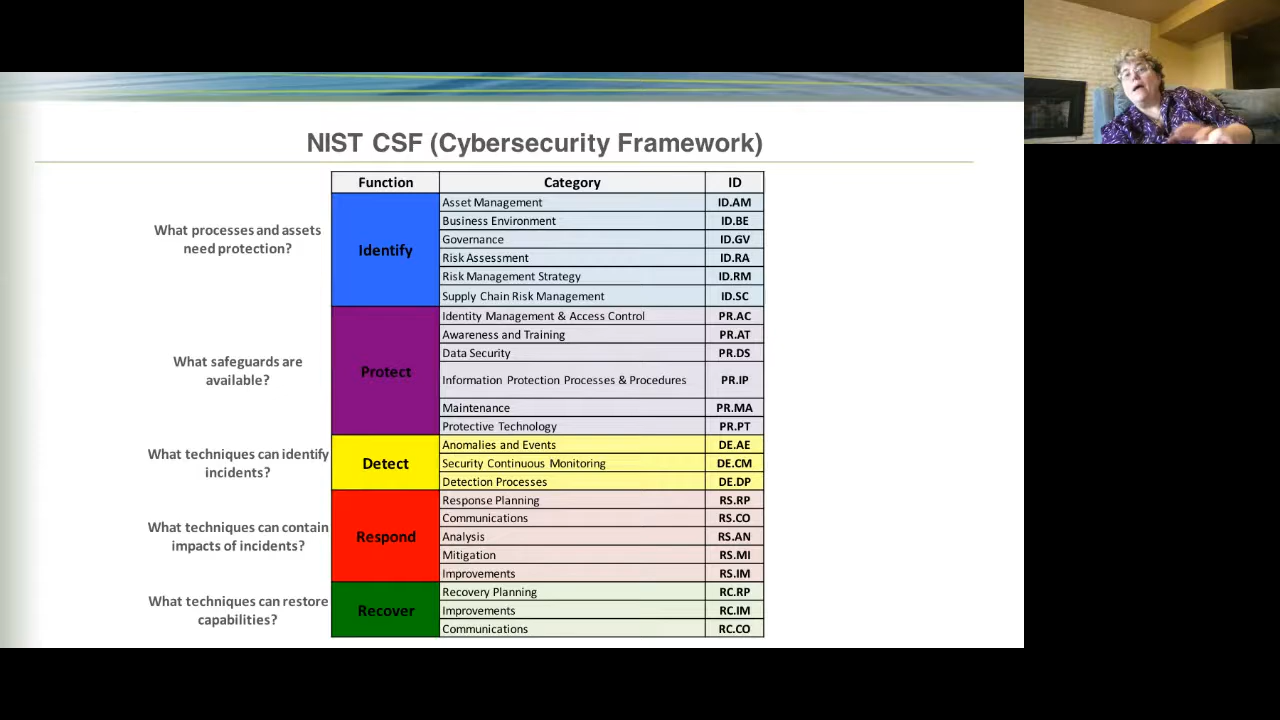 NIST CSF (Cybersecurity Framework)
Function Category ID
What processes and assets
need protection?
Identify
Asset Management ID.AM
Business Environment ID.BE
Governance ID.GV
Risk Assessment ID.RA
Risk Management Strategy ID.RM
Supply Chain Risk Management ID.SC
What safeguards are
available?
Protect
Identity Management & Access Control PR.AC
Awareness and Training PR.AT
Data Security PR.DS
Information Protection Processes & Procedures PR.IP
Maintenance PR.MA
Protective Technology PR.PT
What techniques can identify
incidents?
Detect
Anomalies and Events DE.AE
Security Continuous Monitoring DE.CM
Detection Processes DE.DP
What techniques can contain
impacts of incidents?
Respond
Response Planning RS.RP
Communications RS.CO
Analysis RS.AN
Mitigation RS.MI
Improvements RS.IM
What techniques can restore
capabilities?
Recover
Recovery Planning RC.RP
Improvements RC.IM
Communications RC.CO